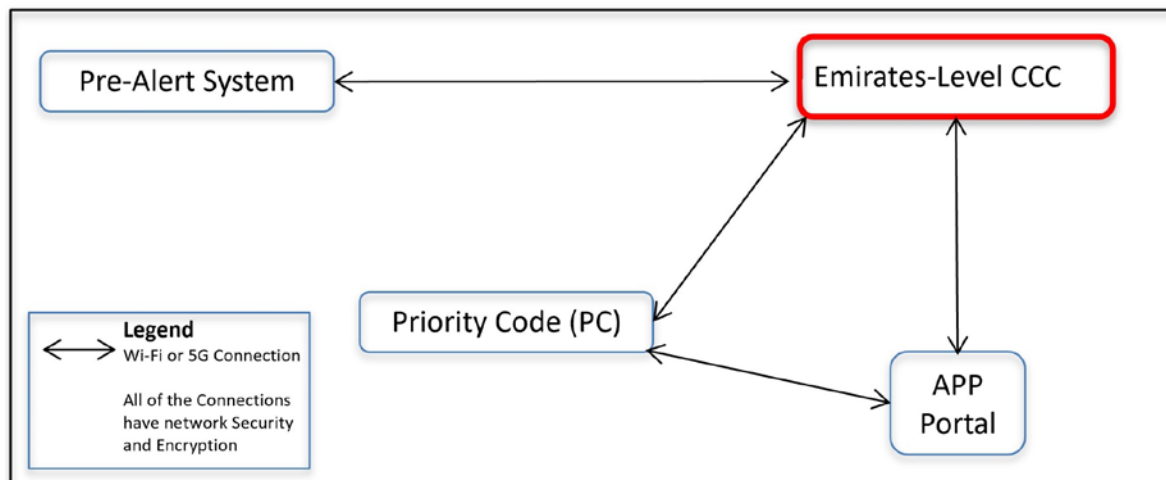 Pre-Alert System
Emirates-Level CCC
Priority Code (PC)
APP
Portal
Legend
Wi-Fi or 5G Connection
All of the Connections
have network Security
and Encryption